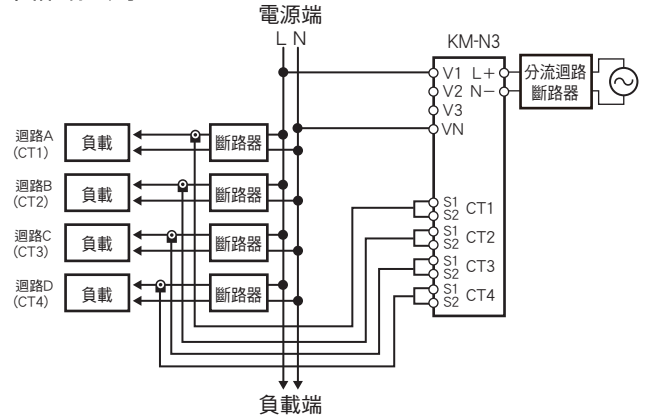 電源端
L N
KM-N3
V1 L+
V2 N−
V3
VN
分流迴路
斷路器
迴路A
(CT1)
負載
斷路器
迴路B
(CT2)
負載
斷路器
迴路C
(CT3)
負載
斷路器
迴路D
(CT4)
負載
斷路器
S1
S2
CT1
S1
S2
CT2
S1
S2
CT3
S1
S2
CT4
負載端